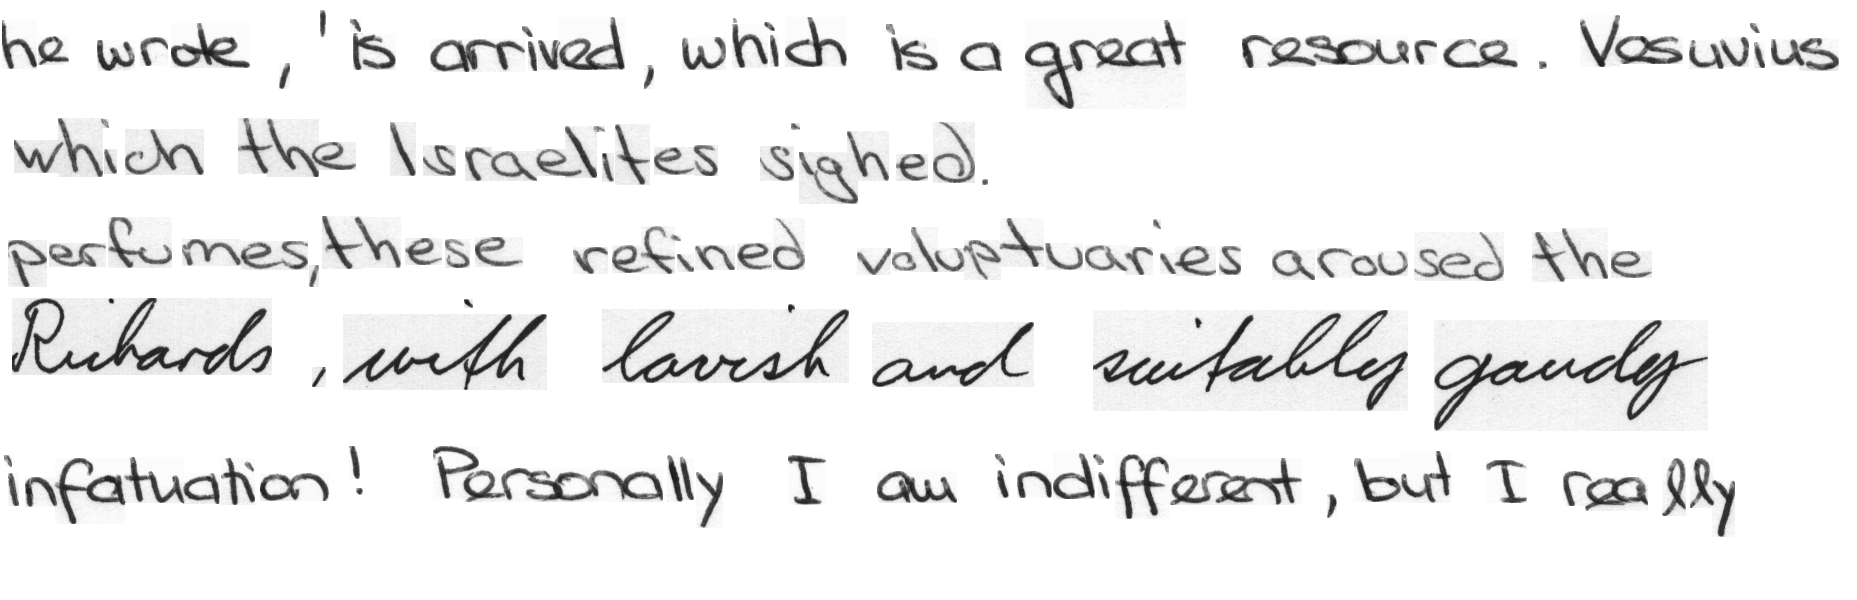 he wrote, 'is arrived, which is a great resource. Vesuvius
which the Israelites sighed.
perfumes, these refined voluptuaries aroused the
Richards, with lavish and suitably gaudy
infatuation! Personally I am indifferent, but I really